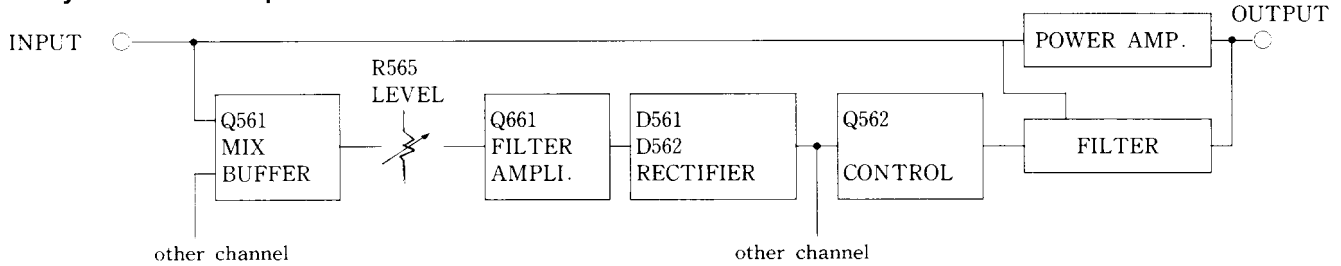 OUTPUT
INPUT
POWER AMP.
R565
LEVEL
Q561
MIX
BUFFER
Q661
FILTER
AMPLI.
D561
D562
RECTIFIER
Q562
CONTROL
FILTER
other channel
other channel